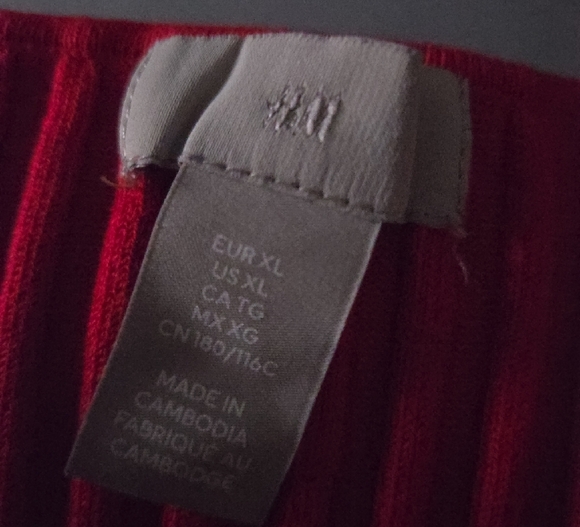 H&M
EUR XL
US XL
CA TG
MX XG
CN 180/116C
MADE IN
CAMBODIA
FABRIQUÉ AU
CAMBODGE